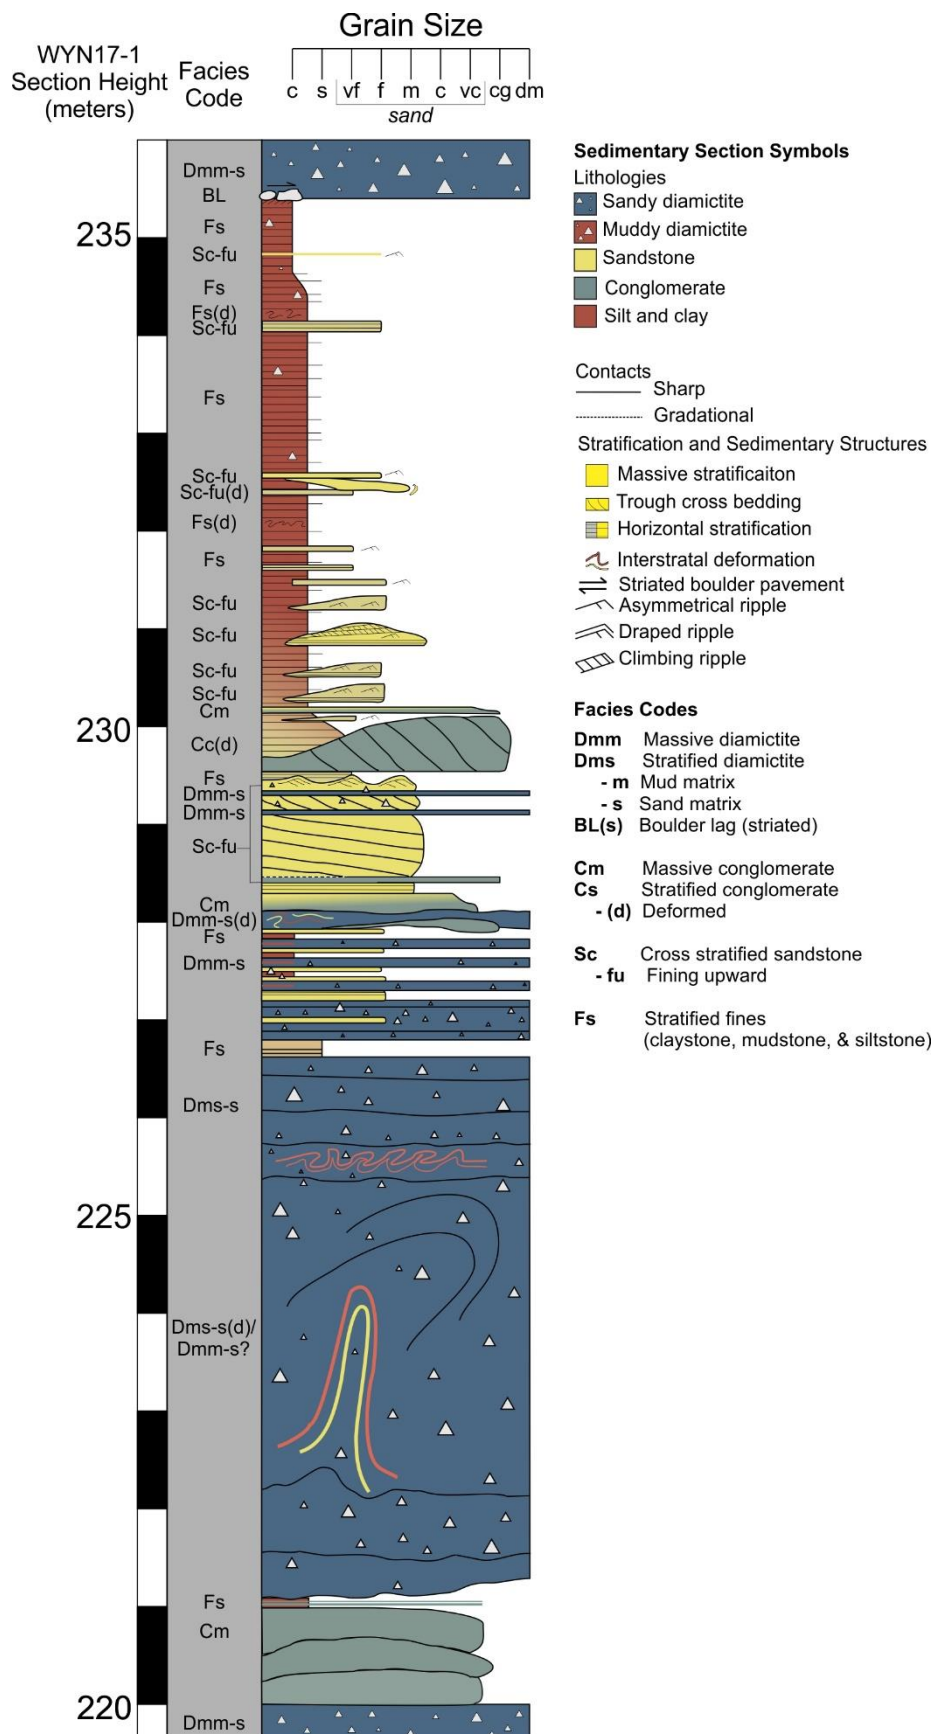 Grain Size
WYN17-1
Section Height
(meters)
Facies
Code
c s vf f m c vc cg dm
sand
Dmm-s
BL
235
Fs
Sc-fu
Fs
Fs(d)
Sc-fu
Fs
Sc-fu
Sc-fu(d)
Fs(d)
Fs
Sc-fu
Sc-fu
Sc-fu
Sc-fu
Cm
230
Cc(d)
Fs
Dmm-s
Dmm-s
Sc-fu
Cm
Dmm-s(d)
Fs
Dmm-s
Fs
Dms-s
225
Dms-s(d)/
Dmm-s?
Fs
Cm
220
Dmm-s
Sedimentary Section Symbols
Lithologies
Sandy diamictite
Muddy diamictite
Sandstone
Conglomerate
Silt and clay
Contacts
Sharp
Gradational
Stratification and Sedimentary Structures
Massive stratificaiton
Trough cross bedding
Horizontal stratification
Interstratal deformation
Striated boulder pavement
Asymmetrical ripple
Draped ripple
Climbing ripple
Facies Codes
Dmm Massive diamictite
Dms Stratified diamictite
- m Mud matrix
- s Sand matrix
BL(s) Boulder lag (striated)
Cm Massive conglomerate
Cs Stratified conglomerate
- (d) Deformed
Sc Cross stratified sandstone
- fu Fining upward
Fs Stratified fines
(claystone, mudstone, & siltstone)